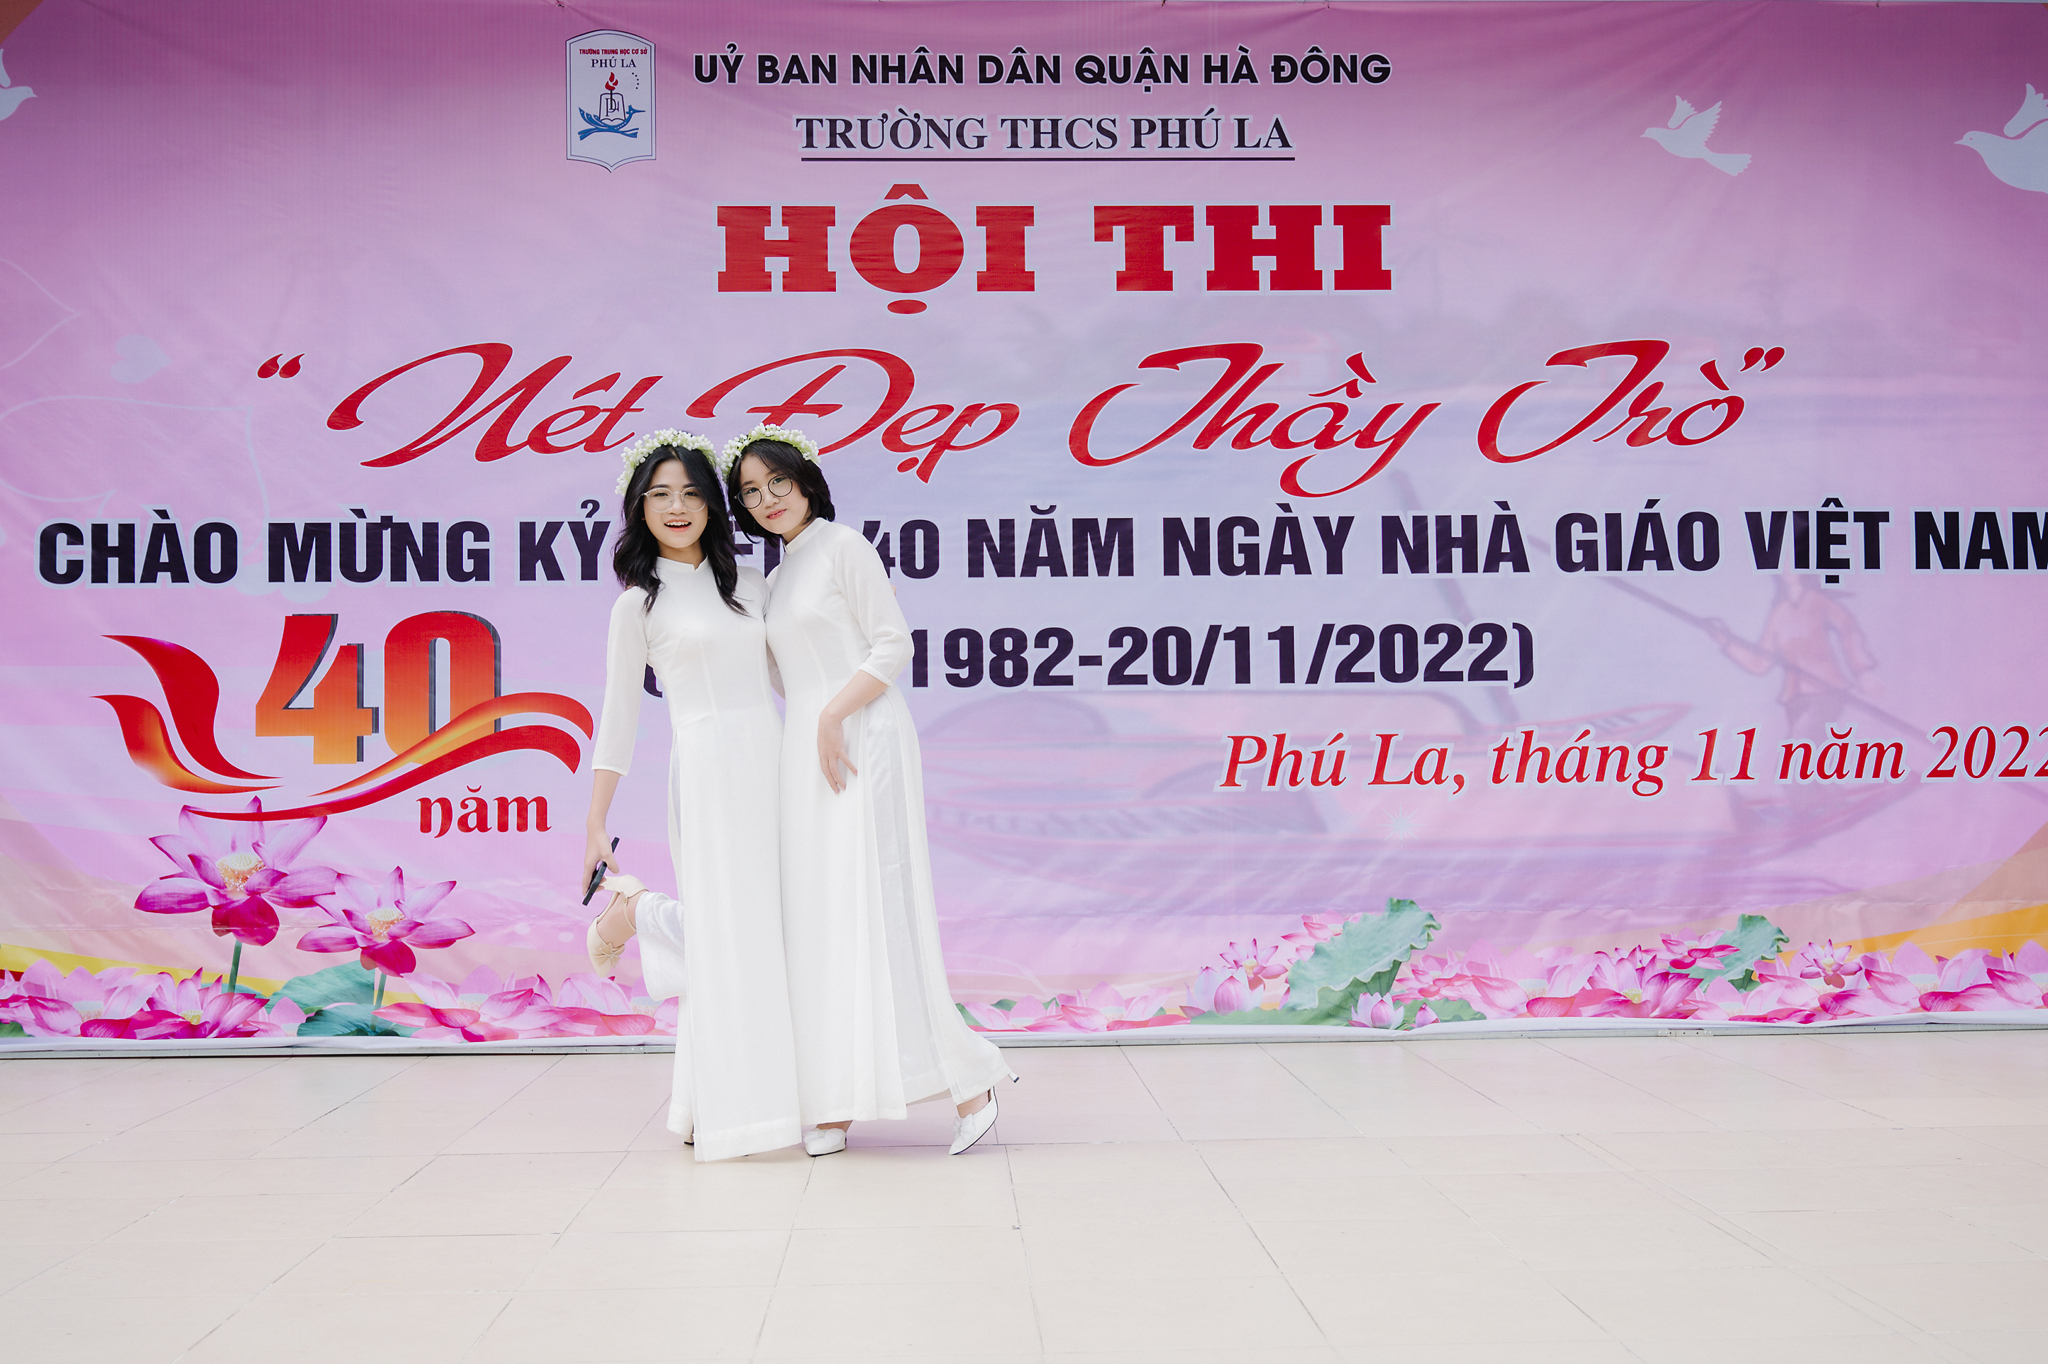 TRƯỜNG TRUNG HỌC CƠ SỞ
PHÚ LA
UỶ BAN NHÂN DÂN QUẬN HÀ ĐÔNG
TRƯỜNG THCS PHÚ LA
HỘI THI
“Nét Đẹp Thầy Trò”
CHÀO MỪNG KỶ 40 NĂM NGÀY NHÀ GIÁO VIỆT NAM
1982-20/11/2022)
40
năm
Phú La, tháng 11 năm 2022